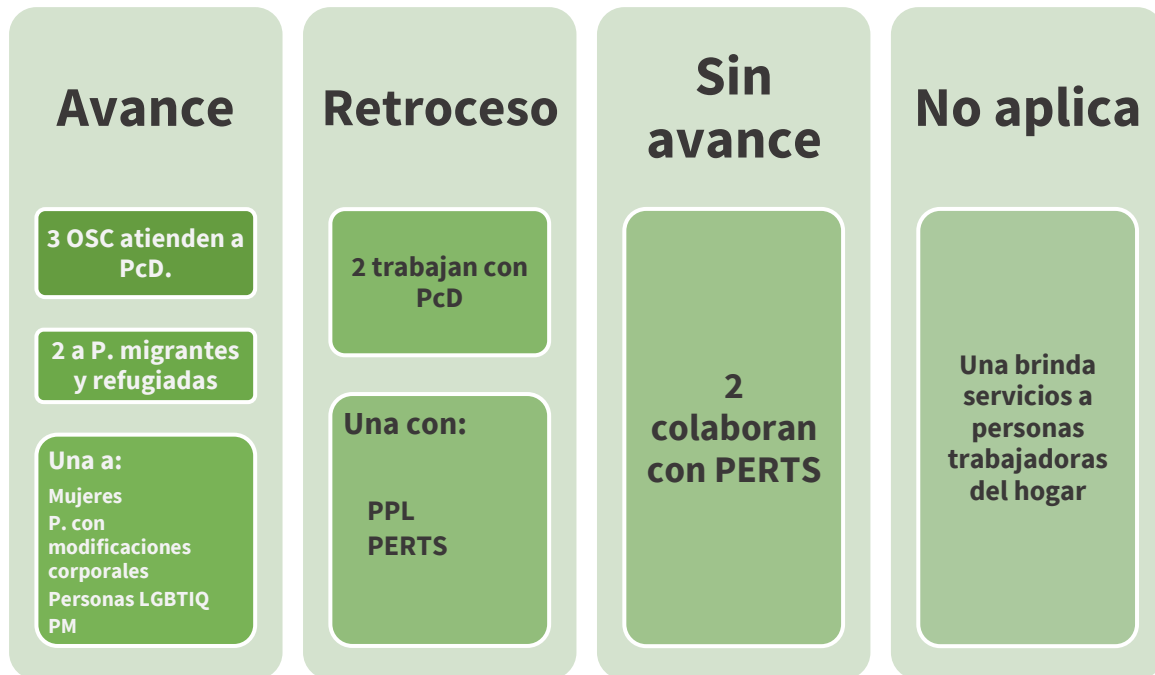 Avance
3 OSC atienden a
PcD.
2 a P. migrantes
y refugiadas
Una a:
Mujeres
P. con
modificaciones
corporales
Personas LGBTIQ
PM
Retroceso
2 trabajan con
PcD
Una con:
PPL
PERTS
Sin
avance
2
colaboran
con PERTS
No aplica
Una brinda
servicios a
personas
trabajadoras
del hogar